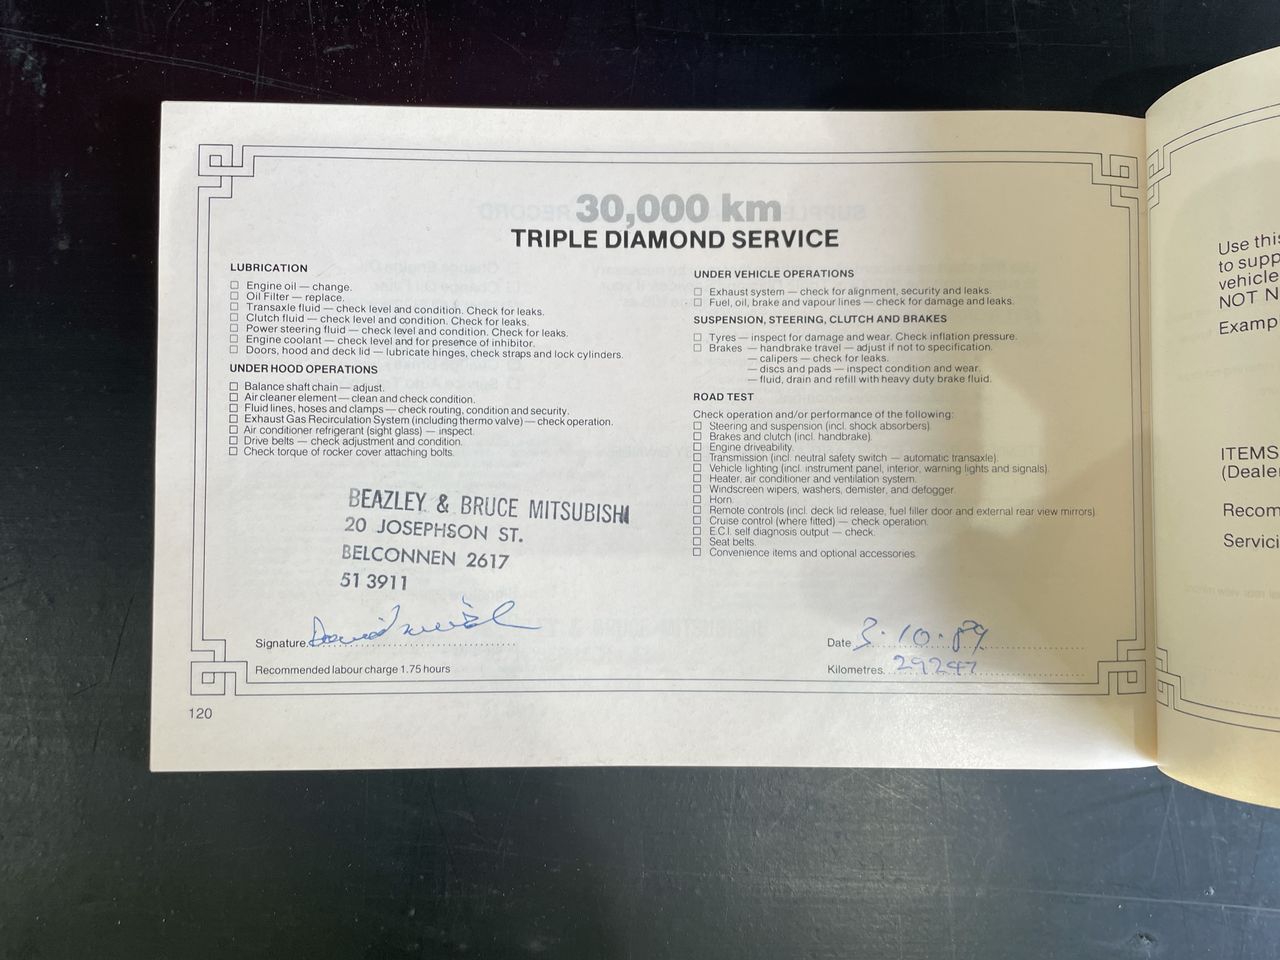 30,000 km
TRIPLE DIAMOND SERVICE
LUBRICATION
Engine oil — change.
Oil Filter — replace.
Transaxle fluid — check level and condition. Check for leaks.
Clutch fluid — check level and condition. Check for leaks.
Power steering fluid — check level and condition. Check for leaks.
Engine coolant — check level and for presence of inhibitor.
Doors, hood and deck lid — lubricate hinges, check straps and lock cylinders.
UNDER HOOD OPERATIONS
Balance shaft chain — adjust.
Air cleaner element — clean and check condition.
Fluid lines, hoses and clamps — check routing, condition and security.
Exhaust Gas Recirculation System (including thermo valve) — check operation.
Air conditioner refrigerant (sight glass) — inspect.
Drive belts — check adjustment and condition.
Check torque of rocker cover attaching bolts.
BEAZLEY & BRUCE MITSUBISHI
20 JOSEPHSON ST.
BELCONNEN 2617
51 3911
Signature
Recommended labour charge 1.75 hours
120
UNDER VEHICLE OPERATIONS
Exhaust system — check for alignment, security and leaks.
Fuel, oil, brake and vapour lines — check for damage and leaks.
SUSPENSION, STEERING, CLUTCH AND BRAKES
Tyres — inspect for damage and wear. Check inflation pressure.
Brakes — handbrake travel — adjust if not to specification.
— calipers — check for leaks.
— discs and pads — inspect condition and wear.
— fluid, drain and refill with heavy duty brake fluid.
ROAD TEST
Check operation and/or performance of the following:
Steering and suspension (incl. shock absorbers).
Brakes and clutch (incl. handbrake).
Engine driveability.
Transmission (incl. neutral safety switch — automatic transaxle).
Vehicle lighting (incl. instrument panel, interior, warning lights and signals).
Heater, air conditioner and ventilation system.
Windscreen wipers, washers, demister, and defogger.
Horn.
Remote controls (incl. deck lid release, fuel filler door and external rear view mirrors).
Cruise control (where fitted) — check operation.
E.C.I. self diagnosis output — check.
Seat belts.
Convenience items and optional accessories.
Date 3.10.89
Kilometres 29247
Use this
to supp
vehicle
NOT N
Examp
ITEMS
(Dealer
Recom
Servici